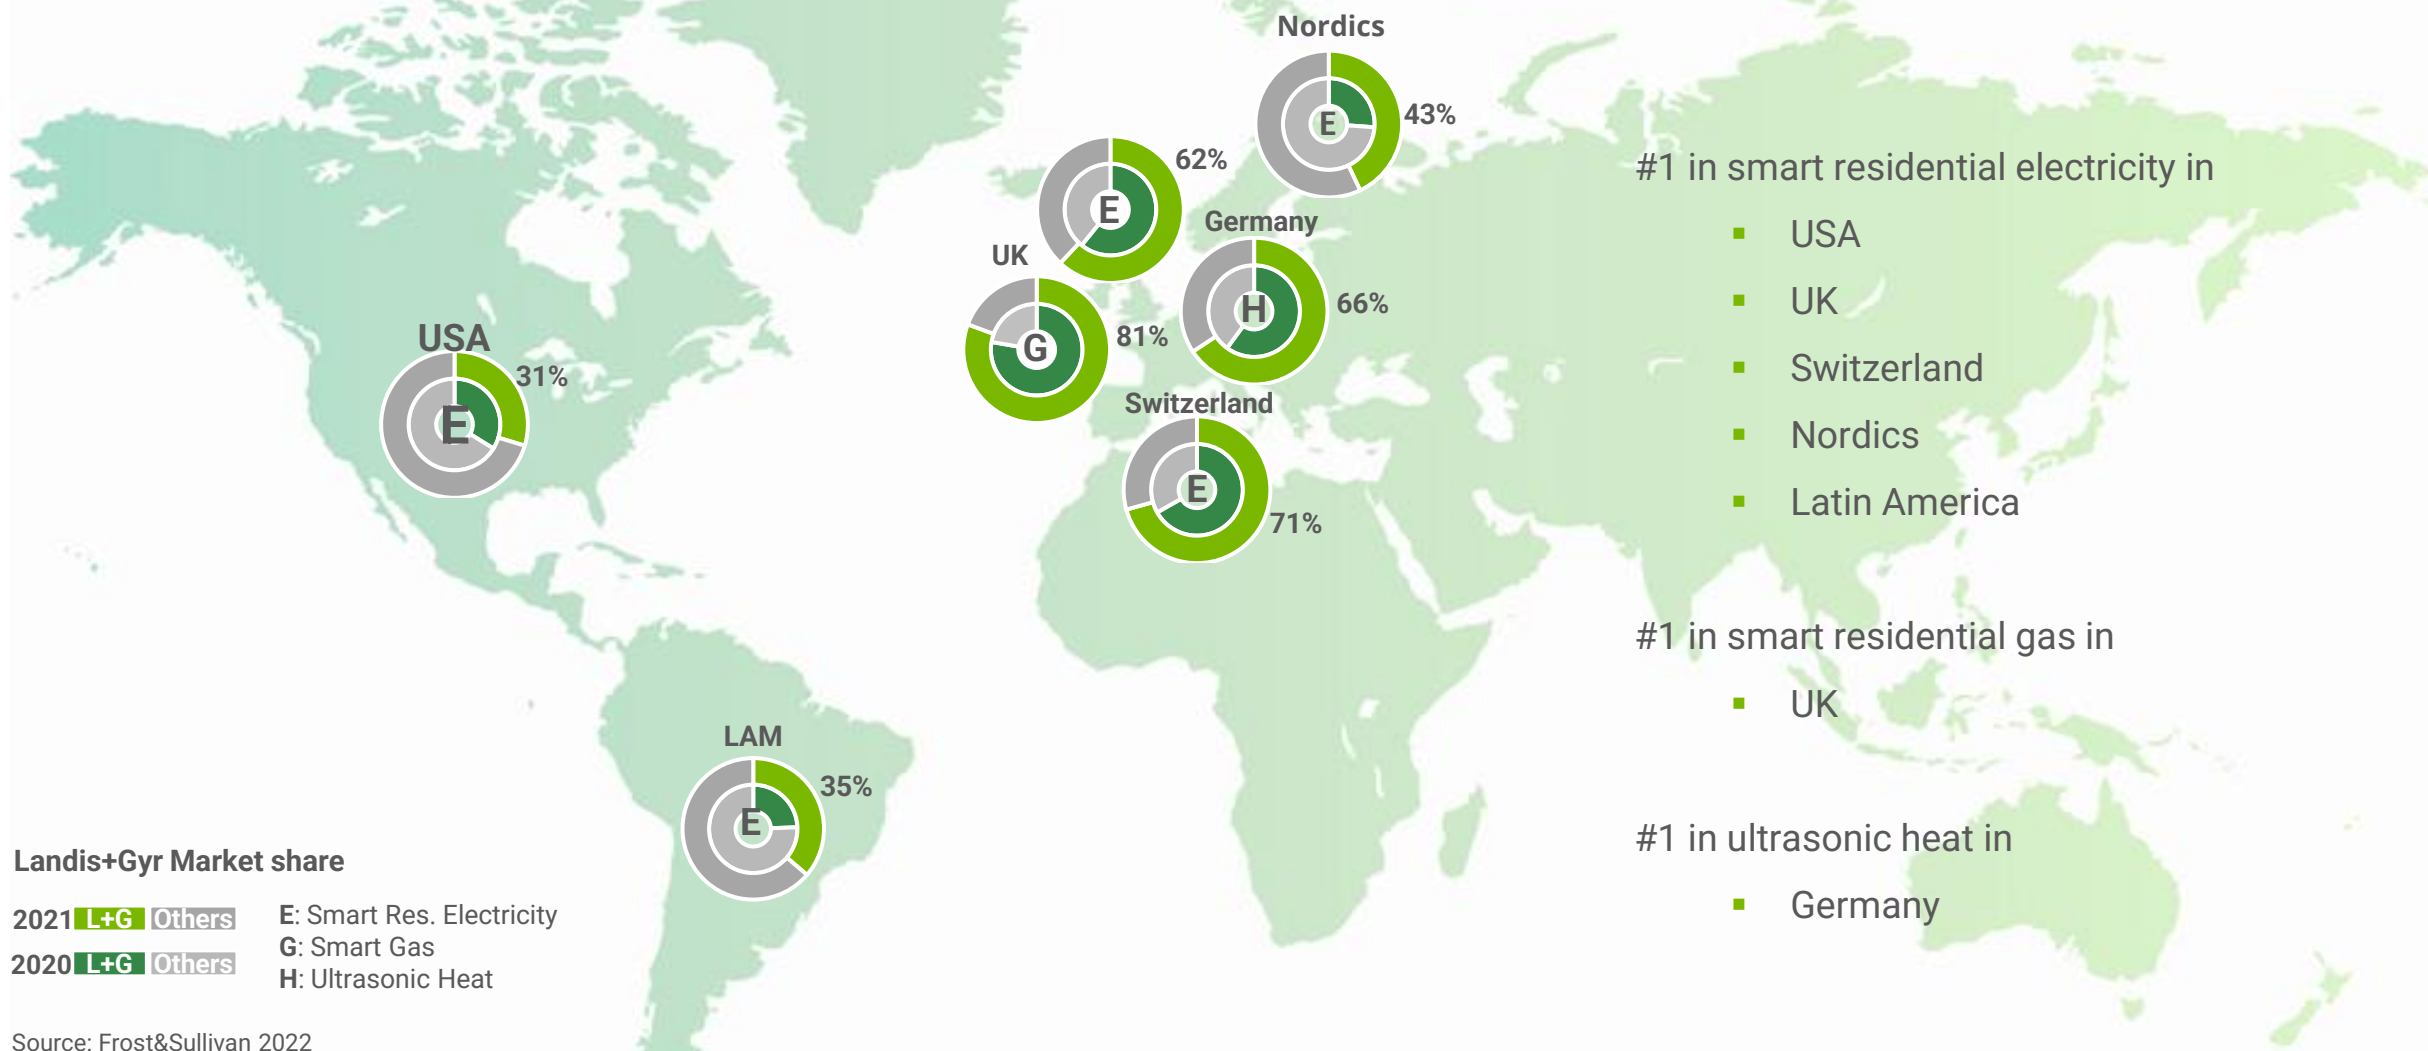 Nordics
E
43%
62%
E
Germany
H
66%
UK
G
81%
Switzerland
E
71%
USA
31%
E
LAM
35%
E
#1 in smart residential electricity in
▪ USA
▪ UK
▪ Switzerland
▪ Nordics
▪ Latin America
#1 in smart residential gas in
▪ UK
#1 in ultrasonic heat in
▪ Germany
Landis+Gyr Market share
2021 L+G Others
2020 L+G Others
E: Smart Res. Electricity
G: Smart Gas
H: Ultrasonic Heat
Source: Frost&Sullivan 2022